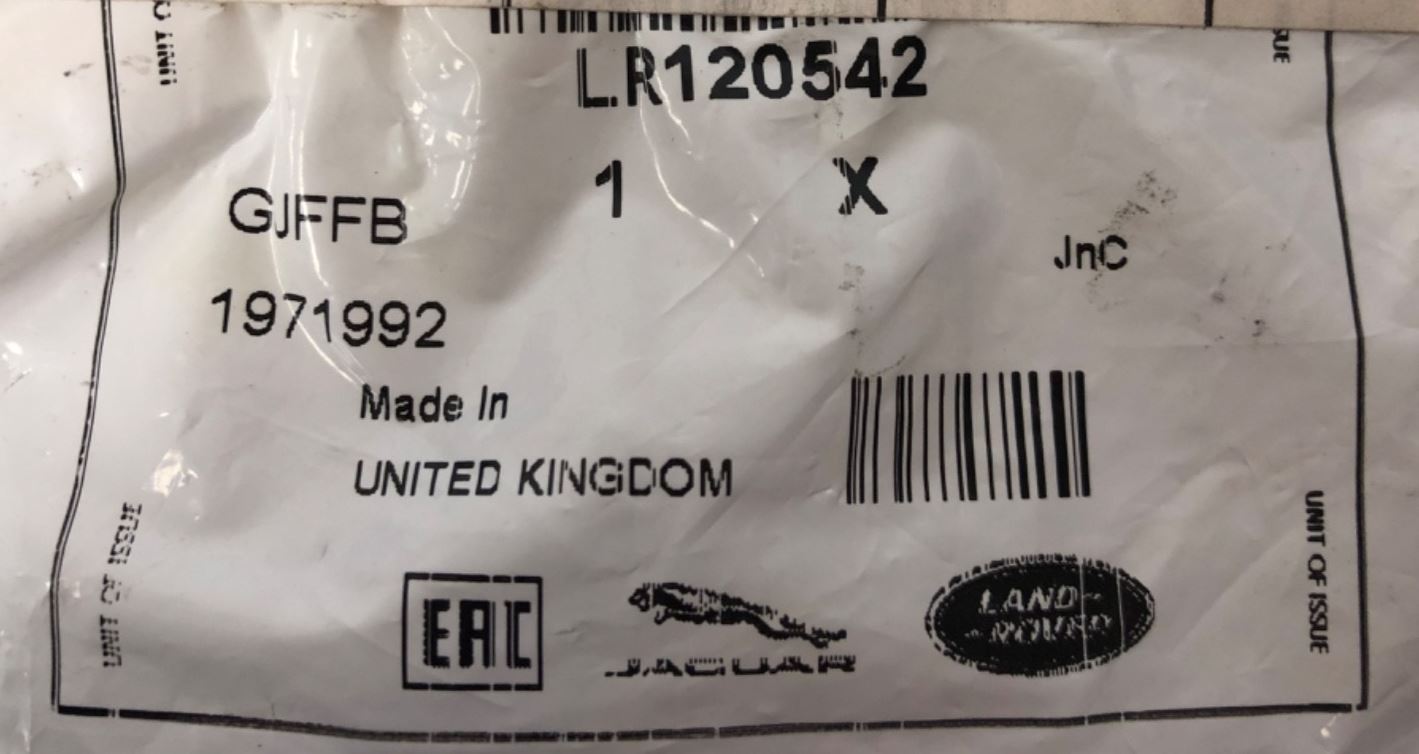 LR120542
1 X
GJFFB
JnC
1971992
Made In
UNITED KINGDOM
UNIT OF ISSUE
UNIT OF ISSUE
EAC
JAGUAR
LAND
ROVER